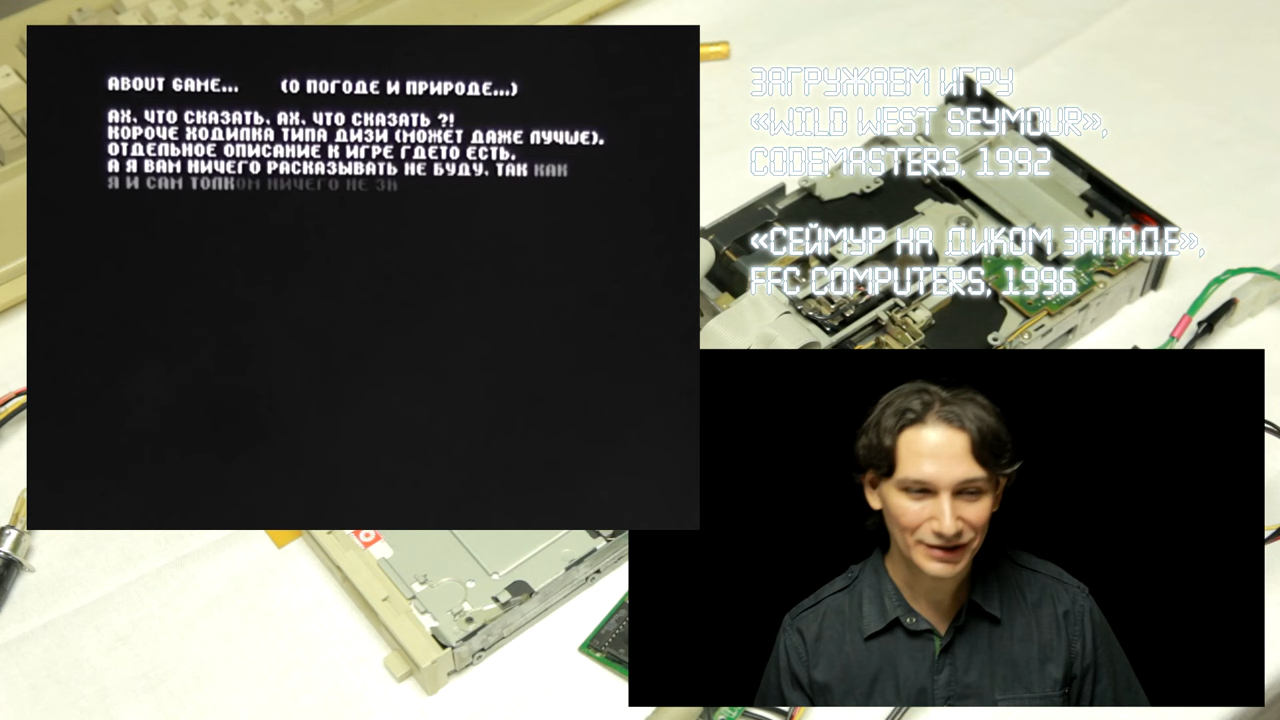 ABOUT GAME... (О ПОГОДЕ И ПРИРОДЕ...)
АХ, ЧТО СКАЗАТЬ, АХ, ЧТО СКАЗАТЬ ?!
КОРОЧЕ ХОДИЛКА ТИПА ДИЗИ (МОЖЕТ ДАЖЕ ЛУЧШЕ).
ОТДЕЛЬНОЕ ОПИСАНИЕ К ИГРЕ ГДЕТО ЕСТЬ,
А Я ВАМ НИЧЕГО РАСКАЗЫВАТЬ НЕ БУДУ, ТАК КАК
Я И САМ ТОЛКОМ НИЧЕГО НЕ ЗН
ЗАГРУЖАЕМ ИГРУ
«WILD WEST SEYMOUR»,
CODEMASTERS, 1992
«СЕЙМУР НА ДИКОМ ЗАПАДЕ»,
FFC COMPUTERS, 1996